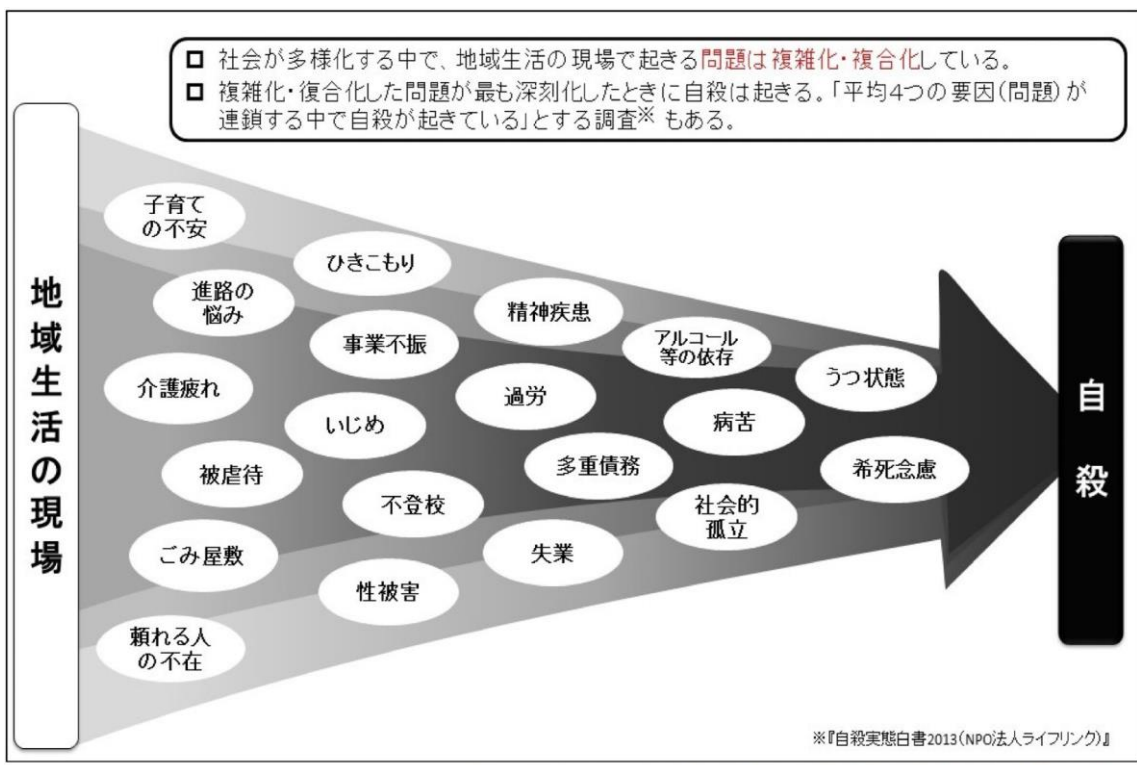 □ 社会が多様化する中で、地域生活の現場で起きる問題は複雑化・複合化している。
□ 複雑化・復合化した問題が最も深刻化したときに自殺は起きる。「平均4つの要因(問題)が
連鎖する中で自殺が起きている」とする調査※ もある。
地域生活の現場
子育て
の不安
ひきこもり
進路の
悩み
精神疾患
事業不振
アルコール
等の依存
うつ状態
介護疲れ
過労
いじめ
病苦
被虐待
多重債務
希死念慮
不登校
社会的
孤立
ごみ屋敷
失業
性被害
頼れる人
の不在
自殺
※『自殺実態白書2013(NPO法人ライフリング)』